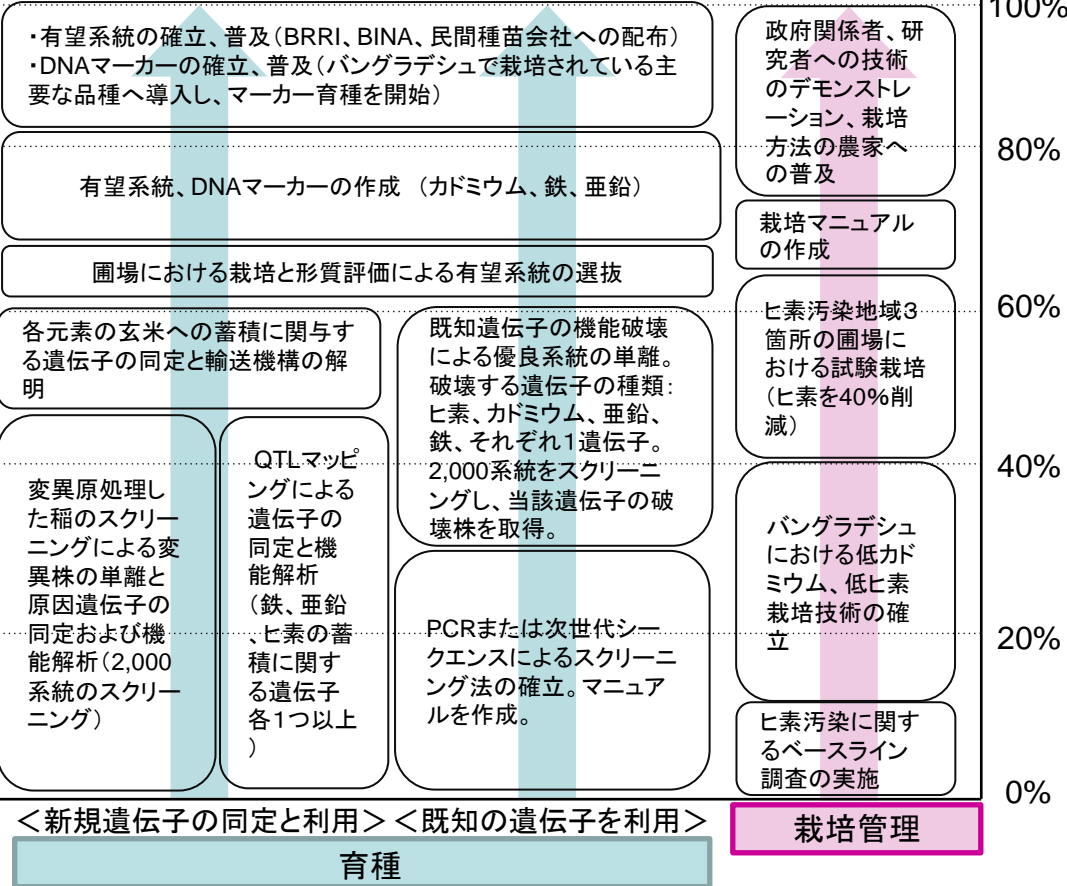 100%
・有望系統の確立、普及(BRRI、BINA、民間種苗会社への配布)
・DNAマーカーの確立、普及(バングラデシュで栽培されている主
要な品種へ導入し、マーカー育種を開始)
政府関係者、研
究者への技術
のデモンストレ
ーション、栽培
方法の農家へ
の普及
80%
有望系統、DNAマーカーの作成 (カドミウム、鉄、亜鉛)
栽培マニュアル
の作成
圃場における栽培と形質評価による有望系統の選抜
60%
各元素の玄米への蓄積に関与す
る遺伝子の同定と輸送機構の解
明
既知遺伝子の機能破壊
による優良系統の単離。
破壊する遺伝子の種類:
ヒ素、カドミウム、亜鉛、
鉄、それぞれ1遺伝子。
2,000系統をスクリーニ
ングし、当該遺伝子の破
壊株を取得。
ヒ素汚染地域3
箇所の圃場に
おける試験栽培
(ヒ素を40%削
減)
40%
変異原処理し
た稲のスクリー
ニングによる変
異株の単離と
原因遺伝子の
同定および機
能解析(2,000
系統のスクリー
ニング)
QTLマッピ
ングによる
遺伝子の
同定と機
能解析
(鉄、亜鉛
、ヒ素の蓄
積に関す
る遺伝子
各1つ以上
)
PCRまたは次世代シー
クエンスによるスクリーニ
ング法の確立。マニュア
ルを作成。
バングラデシュ
における低カド
ミウム、低ヒ素
栽培技術の確
立
20%
ヒ素汚染に関す
るベースライン
調査の実施
0%
<新規遺伝子の同定と利用>
<既知の遺伝子を利用>
栽培管理
育種